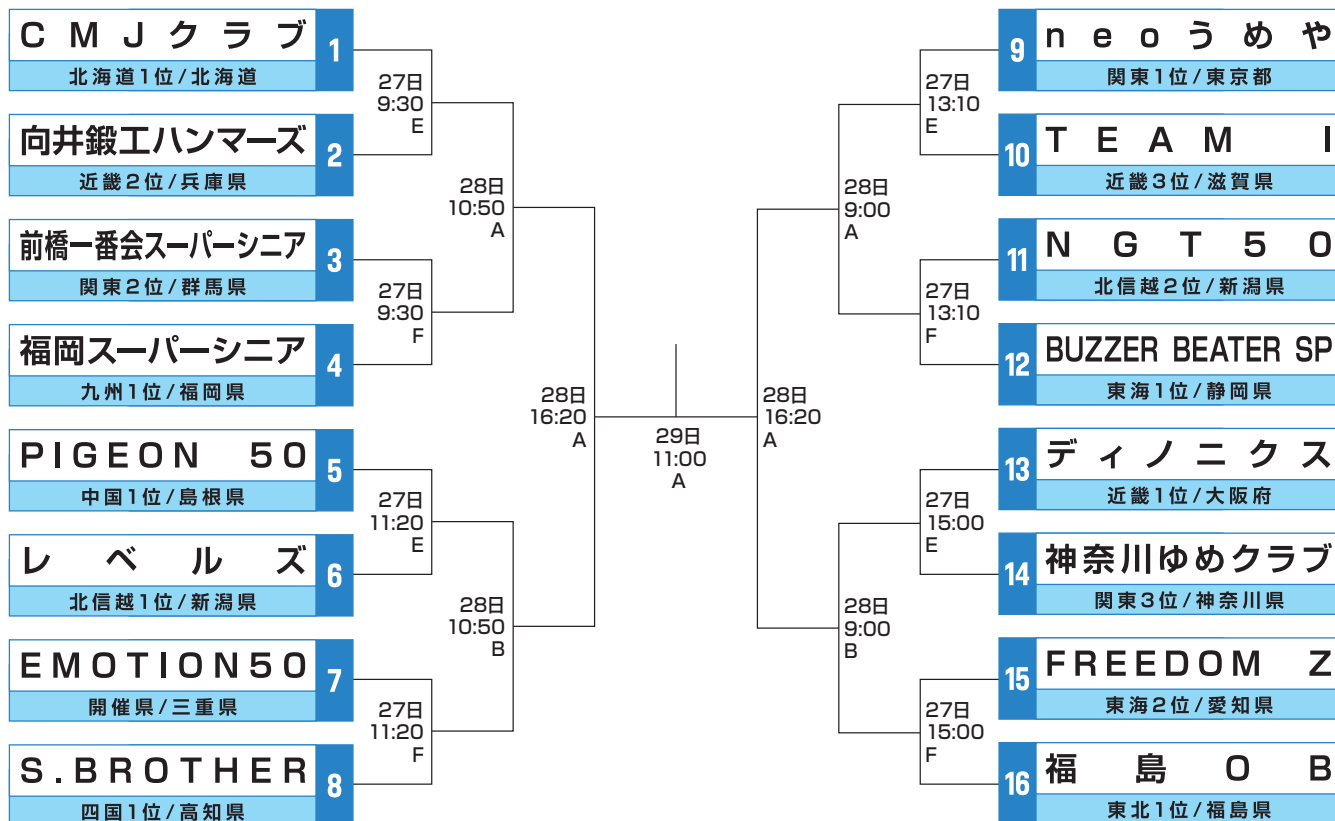 CMJクラブ
1
北海道1位/北海道
向井鍛工ハンマーズ
2
近畿2位/兵庫県
前橋一番会スーパーシニア
3
関東2位/群馬県
福岡スーパーシニア
4
九州1位/福岡県
PIGEON 50
5
中国1位/島根県
レベルズ
6
北信越1位/新潟県
EMOTION50
7
開催県/三重県
S.BROTHER
8
四国1位/高知県
27日
9:30
E
27日
9:30
F
27日
11:20
E
27日
11:20
F
28日
10:50
A
28日
10:50
B
28日
16:20
A
29日
11:00
A
28日
16:20
A
28日
9:00
A
28日
9:00
B
27日
13:10
E
27日
13:10
F
27日
15:00
E
27日
15:00
F
9
neoうめや
関東1位/東京都
10
TEAM I
近畿3位/滋賀県
11
NGT50
北信越2位/新潟県
12
BUZZER BEATER SP
東海1位/静岡県
13
ディノニクス
近畿1位/大阪府
14
神奈川ゆめクラブ
関東3位/神奈川県
15
FREEDOM Z
東海2位/愛知県
16
福島OB
東北1位/福島県